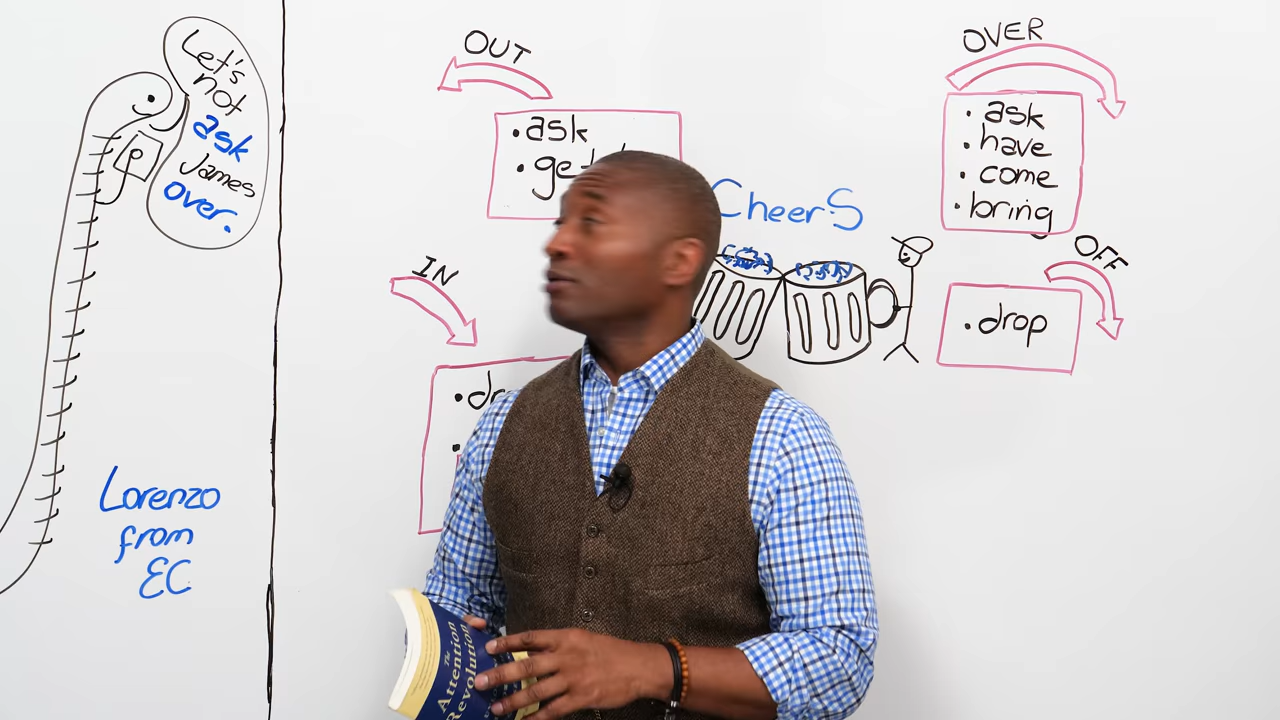 Let's
not
ask
James
over.
P
Lorenzo
from
EC
OUT
• ask
IN
CheerS
OVER
• ask
• have
• come
• bring
OFF
• drop
The
Attention
Revolution